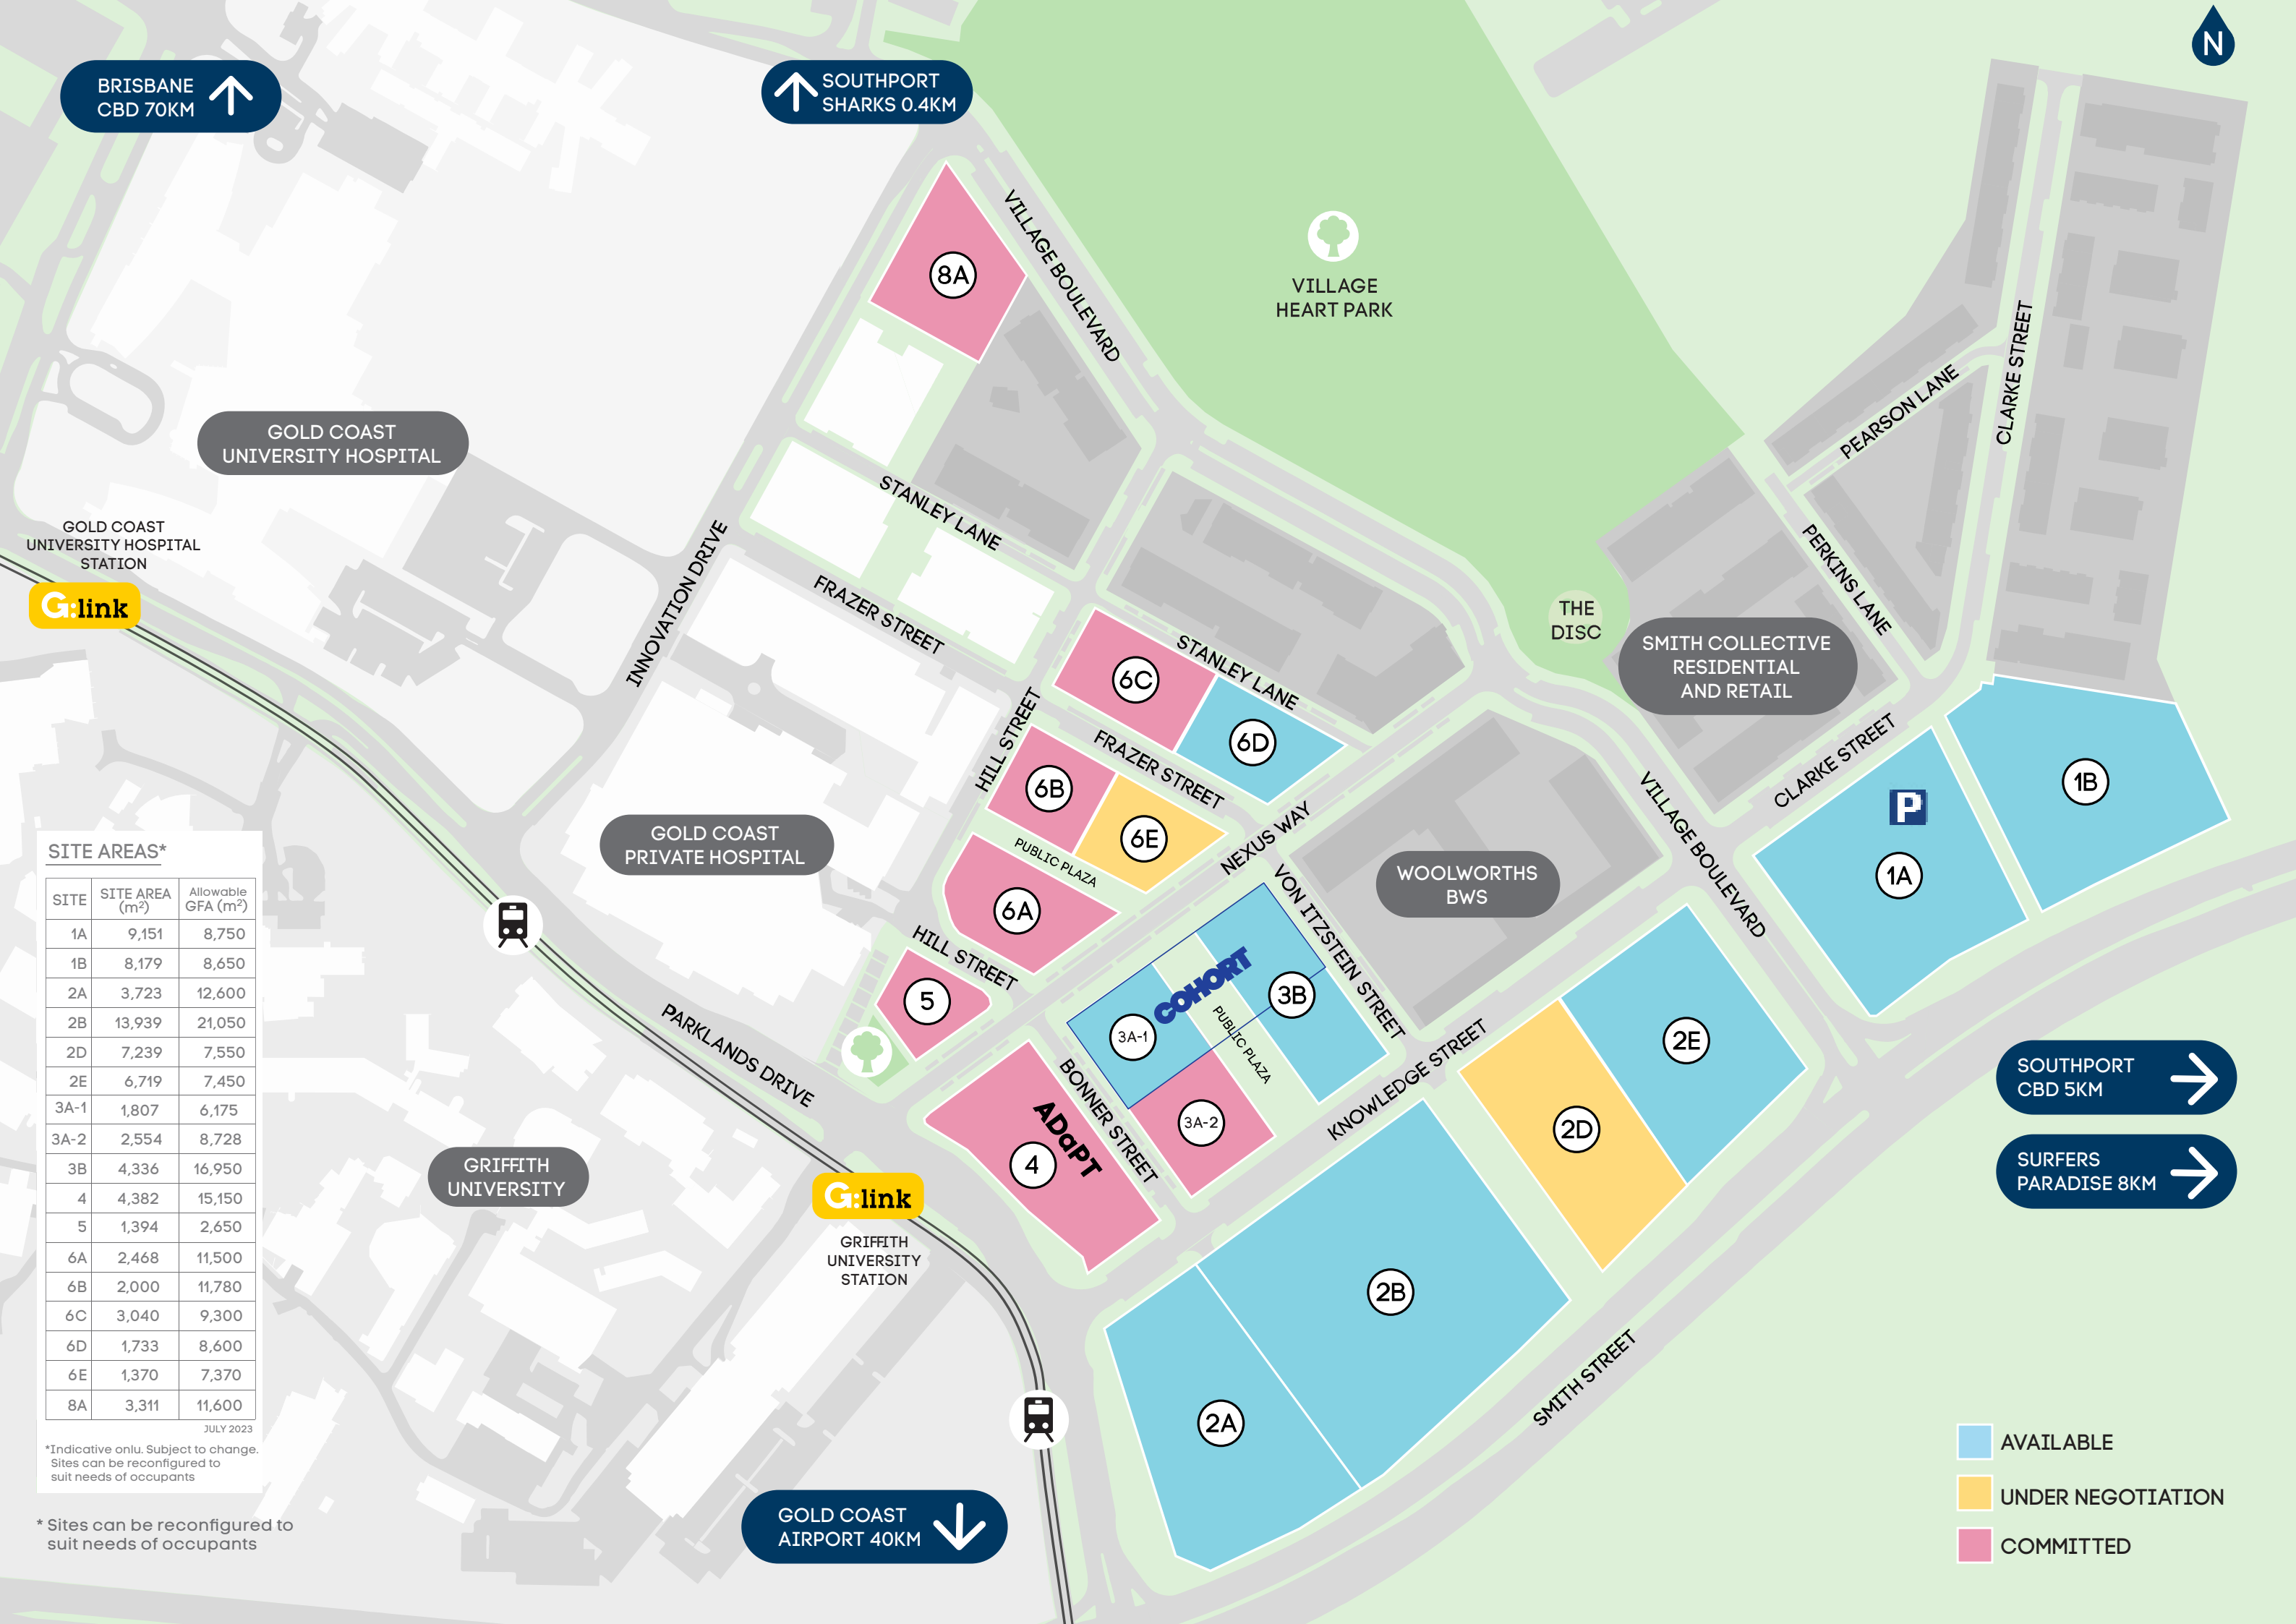 N
BRISBANE
CBD 70KM
SOUTHPORT
SHARKS 0.4KM
8A
VILLAGE BOULEVARD
VILLAGE
HEART PARK
CLARKE STREET
PEARSON LANE
PERKINS LANE
GOLD COAST
UNIVERSITY HOSPITAL
STANLEY LANE
INNOVATION DRIVE
FRAZER STREET
GOLD COAST
UNIVERSITY HOSPITAL
STATION
G:link
THE
DISC
SMITH COLLECTIVE
RESIDENTIAL
AND RETAIL
STANLEY LANE
6C
6D
HILL STREET
FRAZER STREET
6B
6E
PUBLIC PLAZA
6A
NEXUS WAY
GOLD COAST
PRIVATE HOSPITAL
WOOLWORTHS
BWS
VILLAGE BOULEVARD
CLARKE STREET
P
1A
1B
HILL STREET
5
VON ITZSTEIN STREET
COHORT
3A-1
3B
PUBLIC PLAZA
3A-2
PARKLANDS DRIVE
BONNER STREET
ADaPT
4
KNOWLEDGE STREET
2E
2D
2B
2A
SMITH STREET
GRIFFITH
UNIVERSITY
G:link
GRIFFITH
UNIVERSITY
STATION
SOUTHPORT
CBD 5KM
SURFERS
PARADISE 8KM
GOLD COAST
AIRPORT 40KM
SITE AREAS*
SITE SITE AREA (m²) Allowable GFA (m²)
1A 9,151 8,750
1B 8,179 8,650
2A 3,723 12,600
2B 13,939 21,050
2D 7,239 7,550
2E 6,719 7,450
3A-1 1,807 6,175
3A-2 2,554 8,728
3B 4,336 16,950
4 4,382 15,150
5 1,394 2,650
6A 2,468 11,500
6B 2,000 11,780
6C 3,040 9,300
6D 1,733 8,600
6E 1,370 7,370
8A 3,311 11,600
JULY 2023
*Indicative onlu. Subject to change.
Sites can be reconfigured to
suit needs of occupants
* Sites can be reconfigured to
suit needs of occupants
AVAILABLE
UNDER NEGOTIATION
COMMITTED